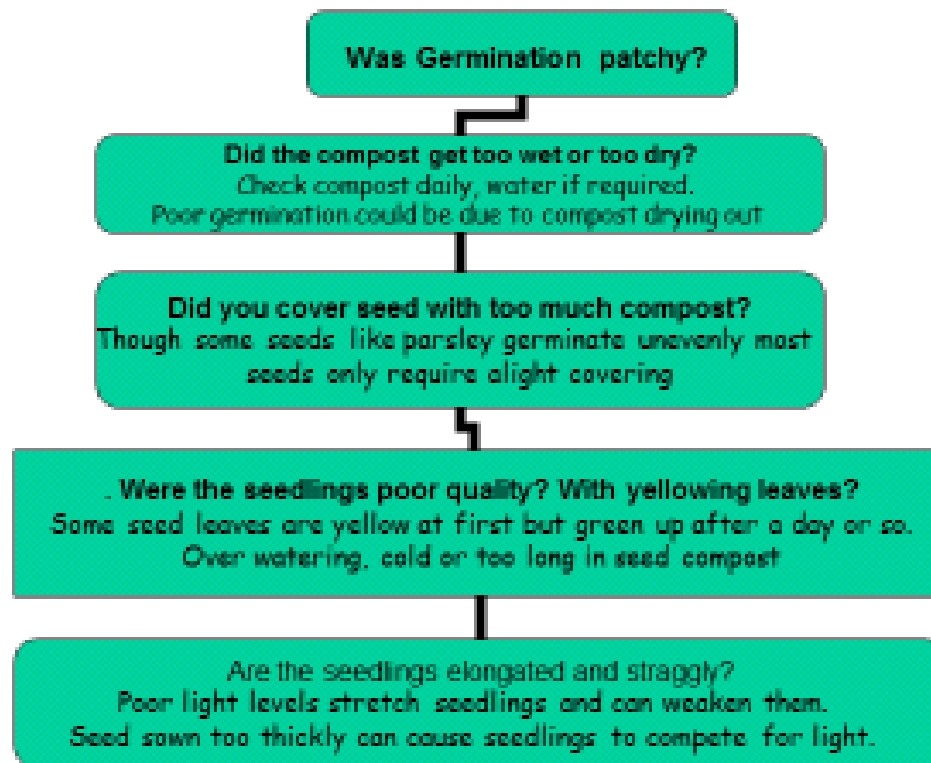 Was Germination patchy?
Did the compost get too wet or too dry?
Check compost daily, water if required.
Poor germination could be due to compost drying out
Did you cover seed with too much compost?
Though some seeds like parsley germinate unevenly most
seeds only require alight covering
. Were the seedlings poor quality? With yellowing leaves?
Some seed leaves are yellow at first but green up after a day or so.
Over watering, cold or too long in seed compost
Are the seedlings elongated and straggly?
Poor light levels stretch seedlings and can weaken them.
Seed sown too thickly can cause seedlings to compete for light.